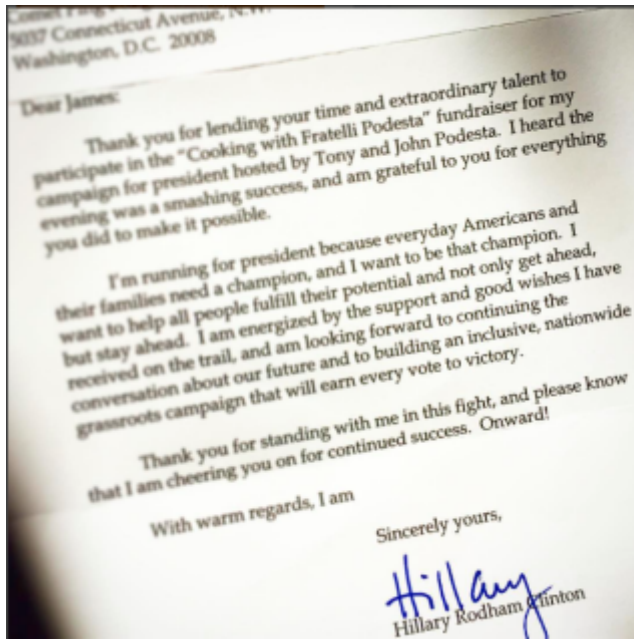 Comet Ping
5037 Connecticut Avenue, N.W.
Washington, D.C. 20008
Dear James:
Thank you for lending your time and extraordinary talent to
participate in the “Cooking with Fratelli Podesta” fundraiser for my
campaign for president hosted by Tony and John Podesta. I heard the
evening was a smashing success, and am grateful to you for everything
you did to make it possible.
I'm running for president because everyday Americans and
their families need a champion, and I want to be that champion. I
want to help all people fulfill their potential and not only get ahead,
but stay ahead. I am energized by the support and good wishes I have
received on the trail, and am looking forward to continuing the
conversation about our future and to building an inclusive, nationwide
grassroots campaign that will earn every vote to victory.
Thank you for standing with me in this fight, and please know
that I am cheering you on for continued success. Onward!
With warm regards, I am
Sincerely yours,
Hillary
Hillary Rodham Clinton